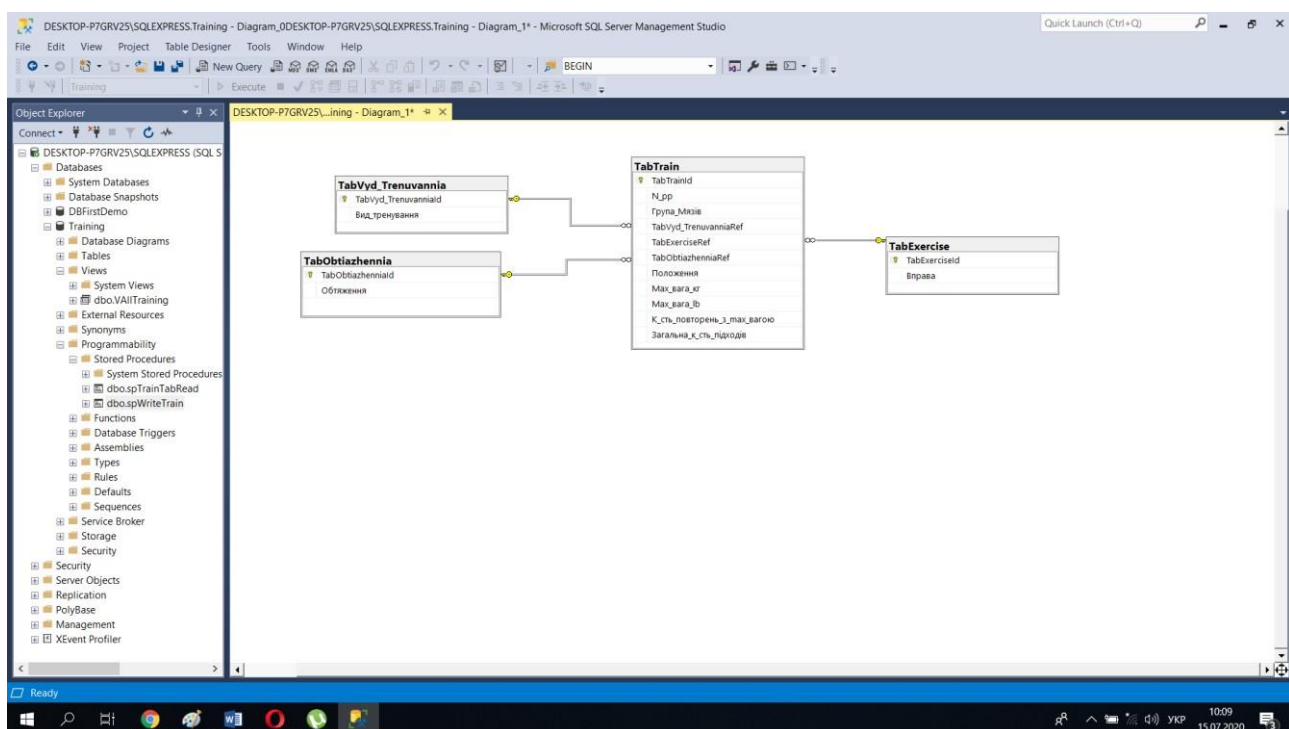 DESKTOP-P7GRV25\SQLEXPRESS.Training - Diagram_0DESKTOP-P7GRV25\SQLEXPRESS.Training - Diagram_1* - Microsoft SQL Server Management Studio
Quick Launch (Ctrl+Q)
File Edit View Project Table Designer Tools Window Help
New Query
BEGIN
Training
Execute
Object Explorer
DESKTOP-P7GRV25\...ining - Diagram_1*
Connect
DESKTOP-P7GRV25\SQLEXPRESS (SQL S
Databases
System Databases
Database Snapshots
DBFirstDemo
Training
Database Diagrams
Tables
Views
System Views
dbo.VAllTraining
External Resources
Synonyms
Programmability
Stored Procedures
System Stored Procedures
dbo.spTrainTabRead
dbo.spWriteTrain
Functions
Database Triggers
Assemblies
Types
Rules
Defaults
Sequences
Service Broker
Storage
Security
Security
Server Objects
Replication
PolyBase
Management
XEvent Profiler
TabVyd_Trenuvannia
TabVyd_TrenuvanniaId
Вид_тренування
TabObtiazhennia
TabObtiazhenniaId
Обтяження
TabTrain
TabTrainId
N_pp
Група_Мязів
TabVyd_TrenuvanniaRef
TabExerciseRef
TabObtiazhenniaRef
Положення
Max_вага_кг
Max_вага_lb
К_сть_повторень_з_max_вагою
Загальна_к_сть_підходів
TabExercise
TabExerciseId
Вправа
Ready
УКР
10:09
15.07.2020